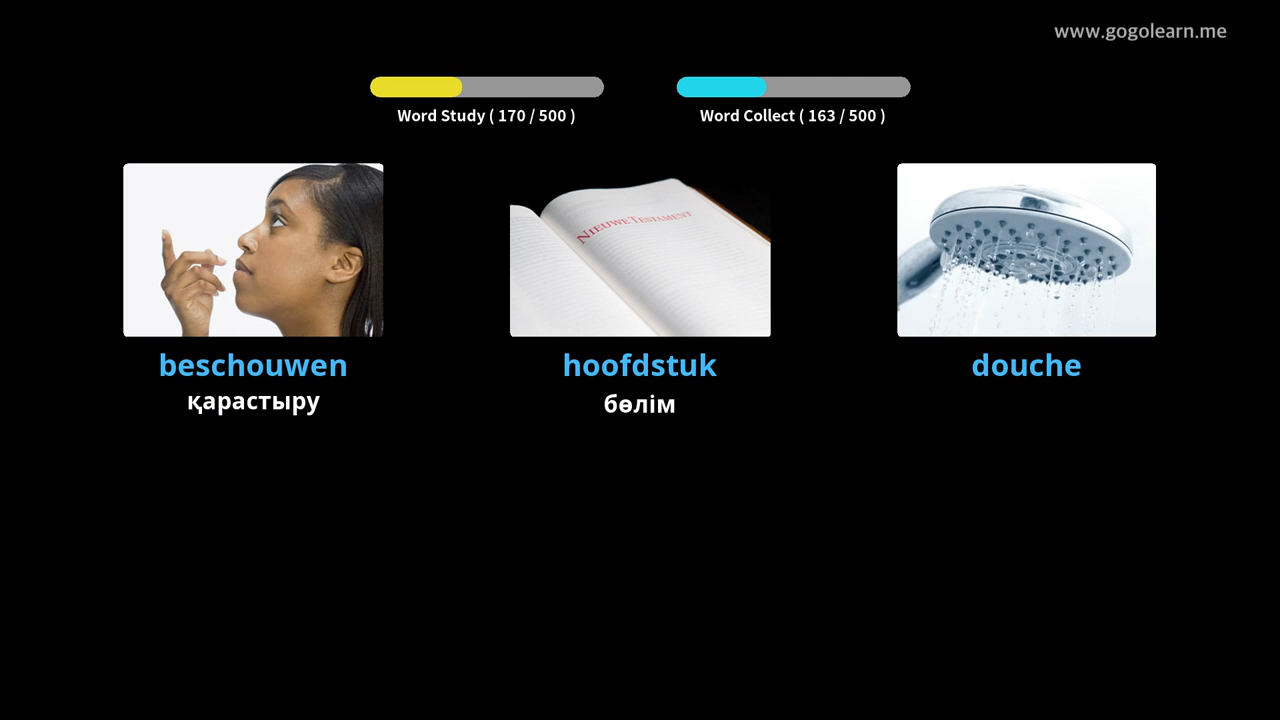 www.gogolearn.me
Word Study ( 170 / 500 )
Word Collect ( 163 / 500 )
NIEUWE TESTAMENT
beschouwen
hoofdstuk
douche
қарастыру
бөлім